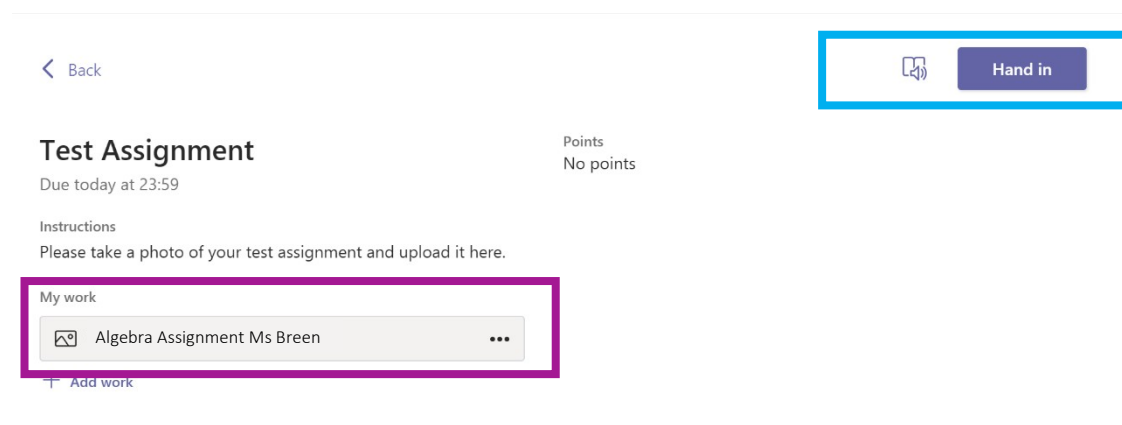 Back
Hand in
Test Assignment
Due today at 23:59
Points
No points
Instructions
Please take a photo of your test assignment and upload it here.
My work
Algebra Assignment Ms Breen
Add work